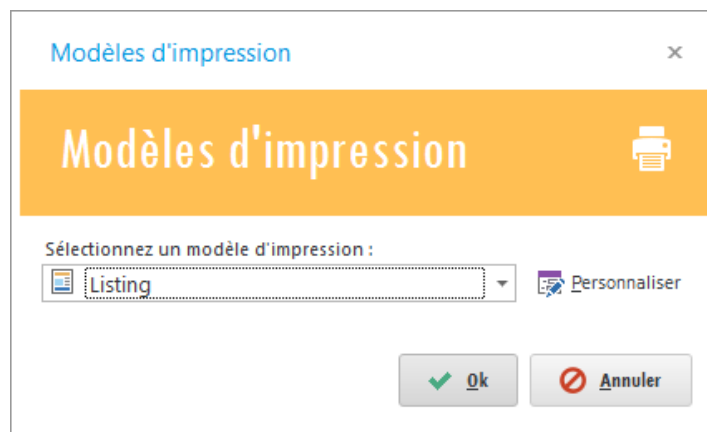 Modèles d'impression
Modèles d'impression
Sélectionnez un modèle d'impression :
Listing
Personnaliser
Ok
Annuler